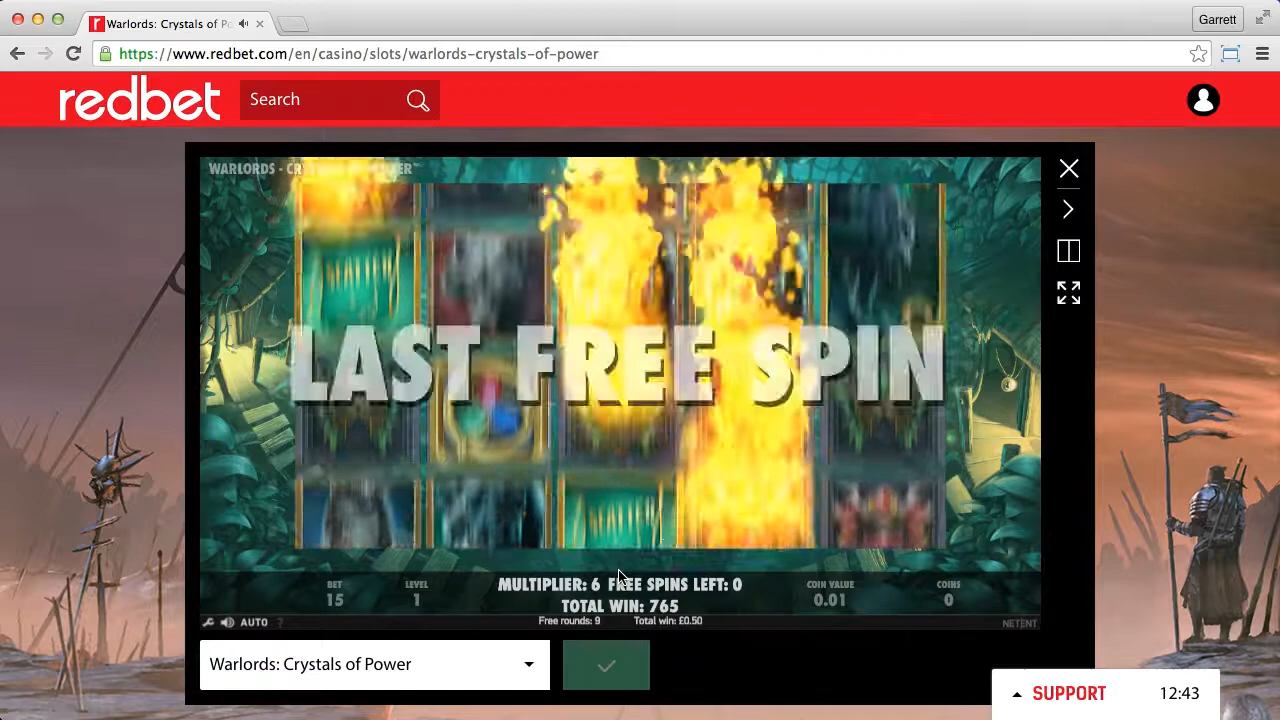 Warlords: Crystals of Po
Garrett
https://www.redbet.com/en/casino/slots/warlords-crystals-of-power
redbet
Search
WARLORDS - CRYSTALS OF POWER™
LAST FREE SPIN
BET
15
LEVEL
1
MULTIPLIER: 6 FREE SPINS LEFT: 0
TOTAL WIN: 765
COIN VALUE
0.01
COINS
0
AUTO ?
Free rounds: 9 Total win: £0.50
NETENT
Warlords: Crystals of Power
SUPPORT 12:43